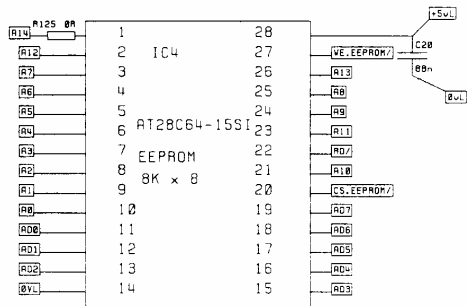 R125 0R
+5vL
A14 1 28
C20
A12 2 IC4 27 WE.EEPROM/
A7 3 26 A13 88n
A6 4 25 A8 0vL
A5 5 24 A9
A4 6 AT28C64-15SI 23 A11
A3 7 EEPROM 22 RD/
A2 8 8K x 8 21 A10
A1 9 20 CS.EEPROM/
A0 10 19 AD7
AD0 11 18 AD6
AD1 12 17 AD5
AD2 13 16 AD4
0VL 14 15 AD3